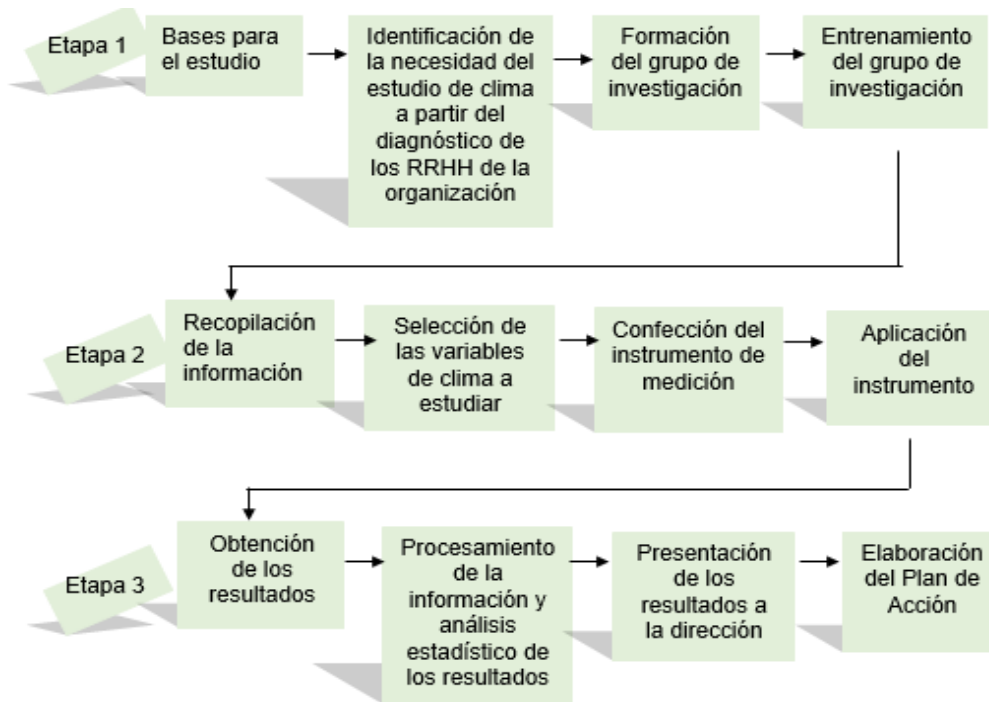 Etapa 1
Bases para
el estudio
Identificación de
la necesidad del
estudio de clima
a partir del
diagnóstico de
los RRHH de la
organización
Formación
del grupo de
investigación
Entrenamiento
del grupo de
investigación
Etapa 2
Recopilación
de la
información
Selección de
las variables
de clima a
estudiar
Confección del
instrumento de
medición
Aplicación
del
instrumento
Etapa 3
Obtención
de los
resultados
Procesamiento
de la
información y
análisis
estadístico de
los resultados
Presentación
de los
resultados a
la dirección
Elaboración
del Plan de
Acción